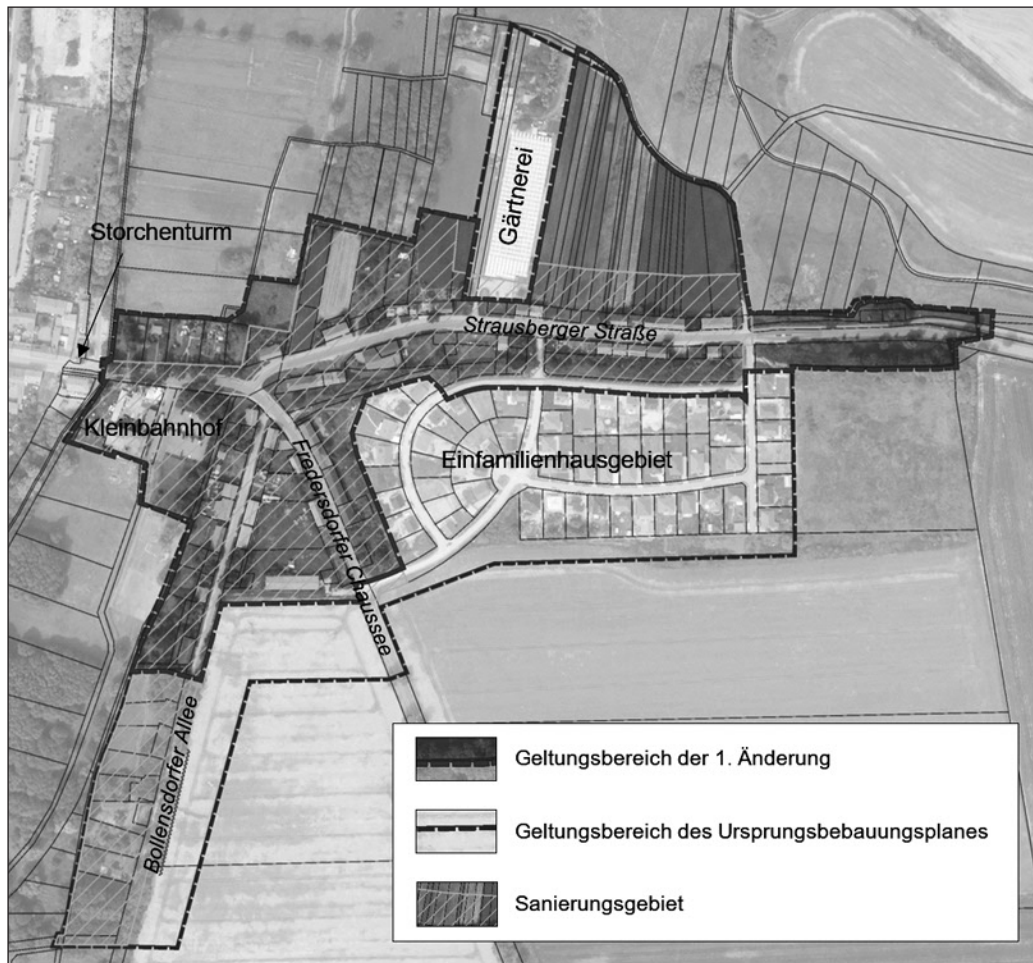 Gärtnerei
Storchenturm
Strausberger Straße
Kleinbahnhof
Einfamilienhausgebiet
Fredersdorfer Chaussee
Bollensdorfer Allee
Geltungsbereich der 1. Änderung
Geltungsbereich des Ursprungsbebauungsplanes
Sanierungsgebiet